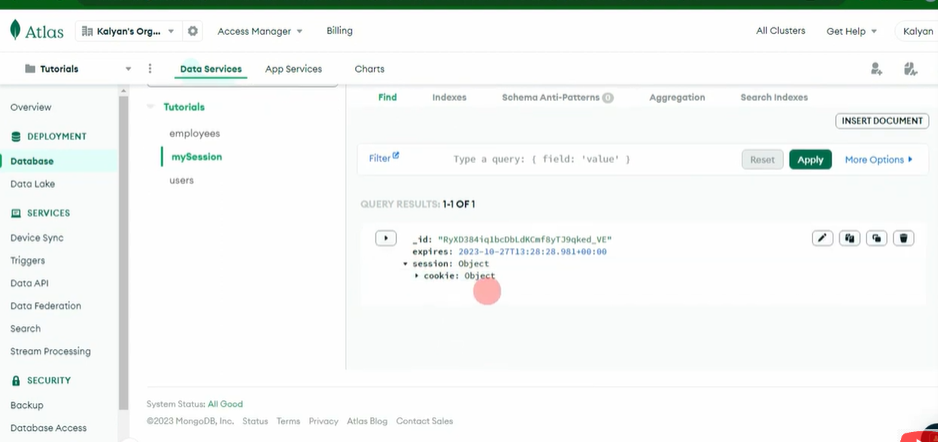 Atlas
Kalyan's Org...
Access Manager
Billing
All Clusters
Get Help
Kalyan
Tutorials
Data Services
App Services
Charts
Overview
DEPLOYMENT
Database
Data Lake
SERVICES
Device Sync
Triggers
Data API
Data Federation
Search
Stream Processing
SECURITY
Backup
Database Access
Tutorials
employees
mySession
users
Find
Indexes
Schema Anti-Patterns 0
Aggregation
Search Indexes
INSERT DOCUMENT
Filter
Type a query: { field: 'value' }
Reset
Apply
More Options
QUERY RESULTS: 1-1 OF 1
_id: "RyXD384iq1bcDbLdKCmf8yTJ9qked_VE"
expires: 2023-10-27T13:28:28.981+00:00
session: Object
cookie: Object
System Status: All Good
©2023 MongoDB, Inc.
Status
Terms
Privacy
Atlas Blog
Contact Sales